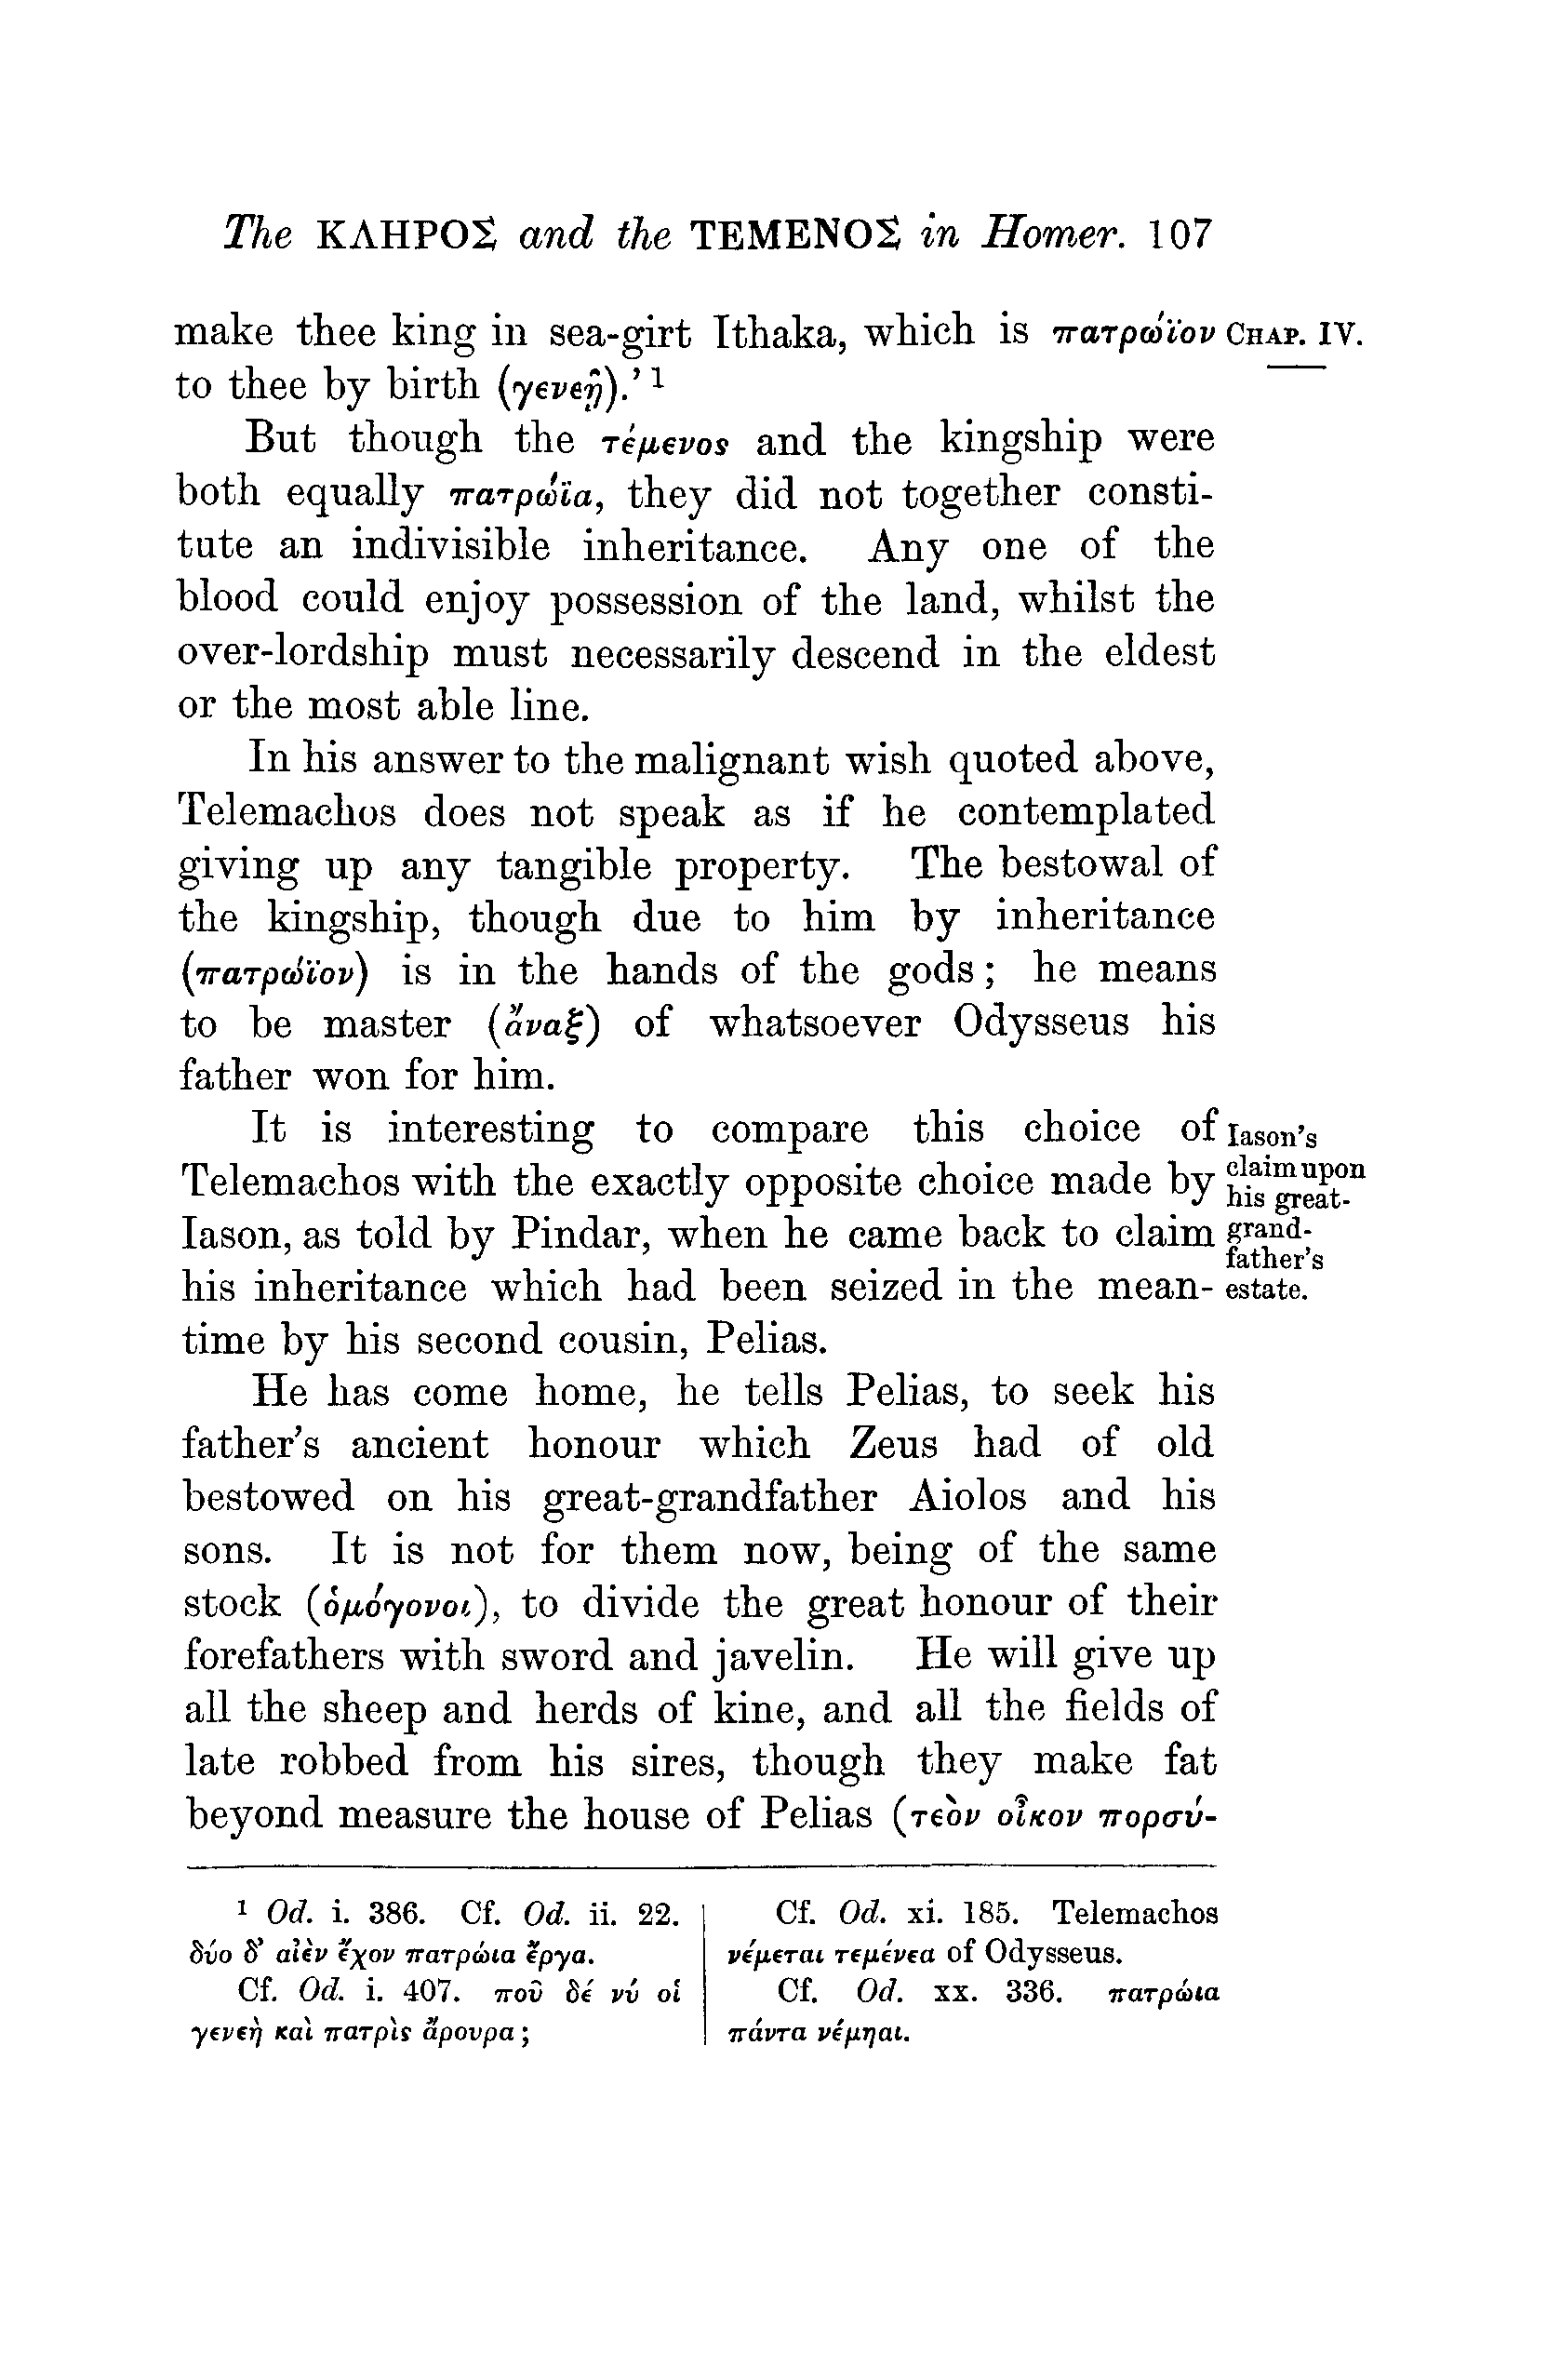 The ΚΛΗΡΟΣ and the ΤΕΜΕΝΟΣ in Homer. 107
make thee king in sea-girt Ithaka, which is πατρώϊον
CHAP. IV.
to thee by birth (γενεῇ).’ 1
But though the τέμενος and the kingship were
both equally πατρώϊα, they did not together consti-
tute an indivisible inheritance. Any one of the
blood could enjoy possession of the land, whilst the
over-lordship must necessarily descend in the eldest
or the most able line.
In his answer to the malignant wish quoted above,
Telemachos does not speak as if he contemplated
giving up any tangible property. The bestowal of
the kingship, though due to him by inheritance
(πατρώϊον) is in the hands of the gods; he means
to be master (ἄναξ) of whatsoever Odysseus his
father won for him.
It is interesting to compare this choice of
Telemachos with the exactly opposite choice made by
Iason, as told by Pindar, when he came back to claim
his inheritance which had been seized in the mean-
time by his second cousin, Pelias.
Iason's
claim upon
his great-
grand-
father's
estate.
He has come home, he tells Pelias, to seek his
father's ancient honour which Zeus had of old
bestowed on his great-grandfather Aiolos and his
sons. It is not for them now, being of the same
stock (ὁμόγονοι), to divide the great honour of their
forefathers with sword and javelin. He will give up
all the sheep and herds of kine, and all the fields of
late robbed from his sires, though they make fat
beyond measure the house of Pelias (τεὸν οἶκον πορσύ-
1 Od. i. 386. Cf. Od. ii. 22.
δύο δ’ αἰὲν ἔχον πατρώια ἔργα.
Cf. Od. i. 407. ποῦ δέ νύ οἱ
γενεὴ καὶ πατρὶς ἄρουρα;
Cf. Od. xi. 185. Telemachos
νέμεται τεμένεα of Odysseus.
Cf. Od. xx. 336. πατρώια
πάντα νέμηαι.